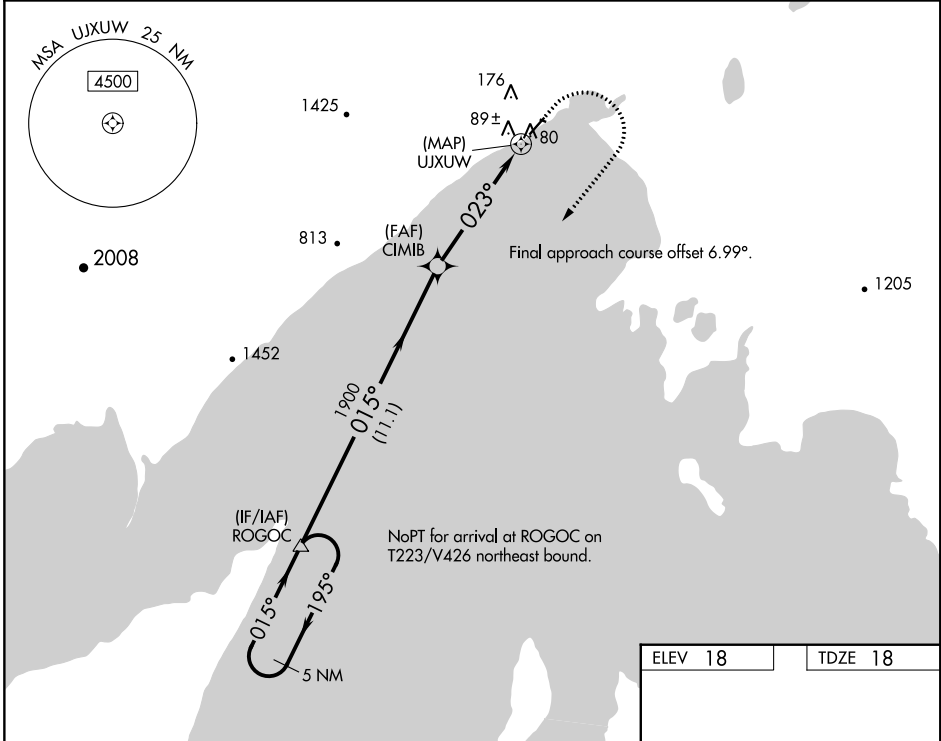 MSA UJXUW 25 NM
4500
176
1425
89±
80
(MAP)
UJXUW
023°
(FAF)
CIMIB
813
Final approach course offset 6.99°.
2008
1205
1452
1900
015°
(11.1)
(IF/IAF)
ROGOC
NoPT for arrival at ROGOC on
T223/V426 northeast bound.
015°
195°
5 NM
ELEV 18
TDZE 18